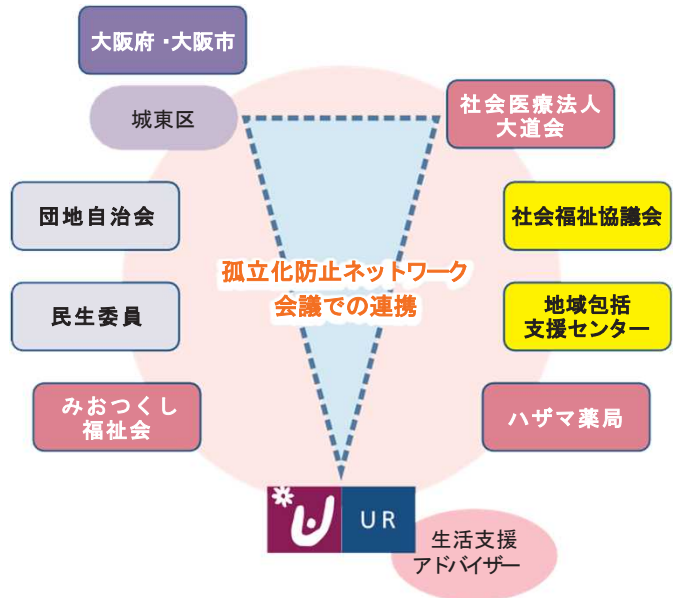 大阪府・大阪市
城東区
社会医療法人
大道会
団地自治会
社会福祉協議会
孤立化防止ネットワーク
会議での連携
民生委員
地域包括
支援センター
みおつくし
福祉会
ハザマ薬局
UR
生活支援
アドバイザー